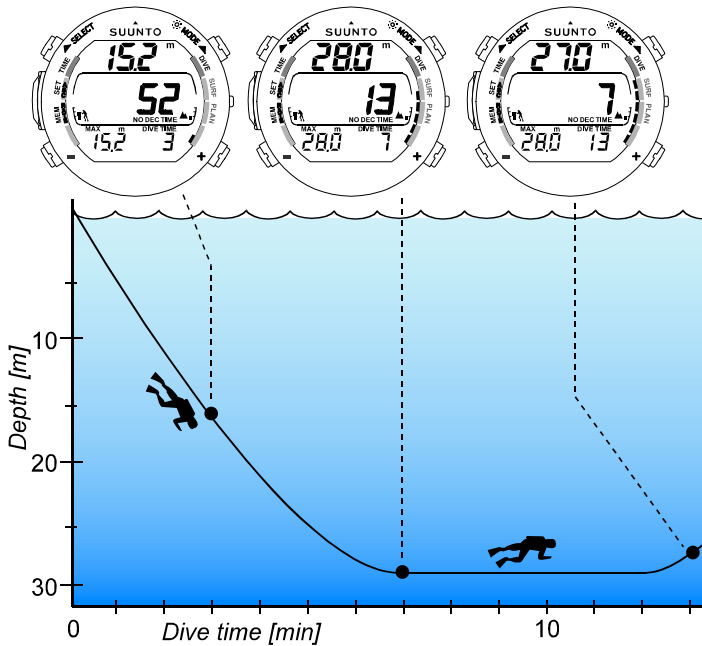 SELECT
MODE
SUUNTO
TIME
DIVE
SET
SURF
MEM
PLAN
15.2 m
52
NO DEC TIME
MAX m DIVE TIME
15.2 3
-
+
SELECT
MODE
SUUNTO
TIME
DIVE
SET
SURF
MEM
PLAN
28.0 m
13
NO DEC TIME
MAX m DIVE TIME
28.0 7
-
+
SELECT
MODE
SUUNTO
TIME
DIVE
SET
SURF
MEM
PLAN
27.0 m
7
NO DEC TIME
MAX m DIVE TIME
28.0 13
-
+
Depth [m]
10
20
30
0
Dive time [min]
10